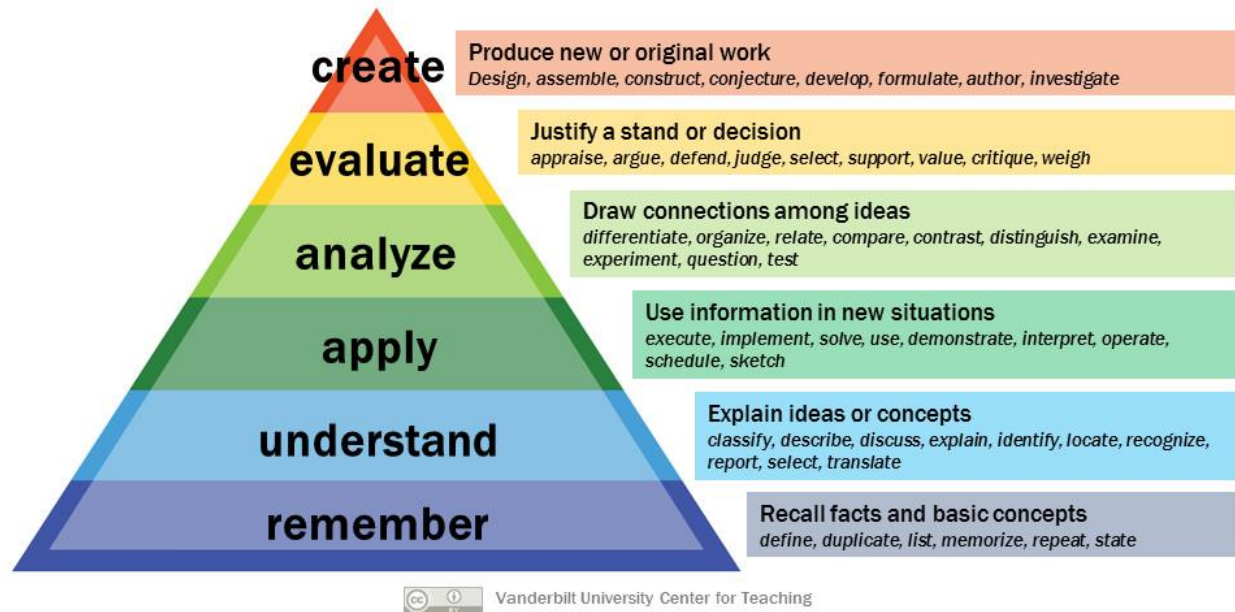 create
Produce new or original work
Design, assemble, construct, conjecture, develop, formulate, author, investigate
evaluate
Justify a stand or decision
appraise, argue, defend, judge, select, support, value, critique, weigh
analyze
Draw connections among ideas
differentiate, organize, relate, compare, contrast, distinguish, examine,
experiment, question, test
apply
Use information in new situations
execute, implement, solve, use, demonstrate, interpret, operate,
schedule, sketch
understand
Explain ideas or concepts
classify, describe, discuss, explain, identify, locate, recognize,
report, select, translate
remember
Recall facts and basic concepts
define, duplicate, list, memorize, repeat, state
cc BY Vanderbilt University Center for Teaching